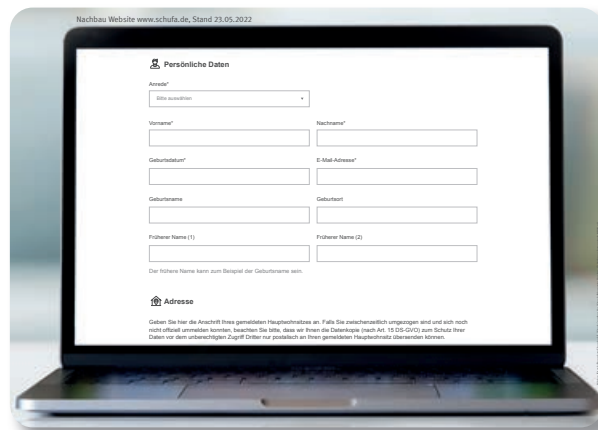 Nachbau Website www.schufa.de, Stand 23.05.2022
Persönliche Daten
Anrede*
Bitte auswählen
Vorname*
Nachname*
Geburtsdatum*
E-Mail-Adresse*
Geburtsname
Geburtsort
Früherer Name (1)
Früherer Name (2)
Der frühere Name kann zum Beispiel der Geburtsname sein.
Adresse
Geben Sie hier die Anschrift Ihres gemeldeten Hauptwohnsitzes an. Falls Sie zwischenzeitlich umgezogen sind und sich noch
nicht offiziell ummelden konnten, beachten Sie bitte, dass wir Ihnen die Datenkopie (nach Art. 15 DS-GVO) zum Schutz Ihrer
Daten vor dem unberechtigten Zugriff Dritter nur postalisch an Ihren gemeldeten Hauptwohnsitz übersenden können.